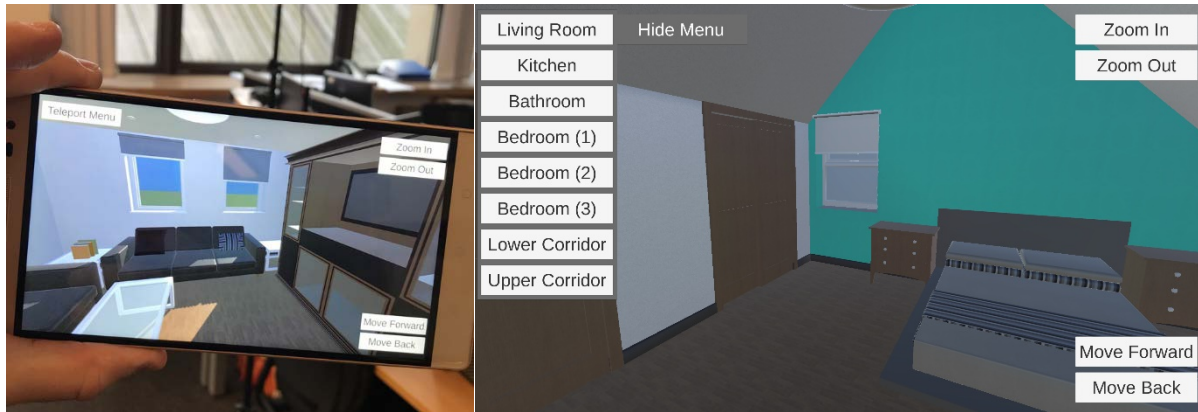 Teleport Menu
Zoom In
Zoom Out
Move Forward
Move Back
Living Room
Hide Menu
Zoom In
Kitchen
Zoom Out
Bathroom
Bedroom (1)
Bedroom (2)
Bedroom (3)
Lower Corridor
Upper Corridor
Move Forward
Move Back